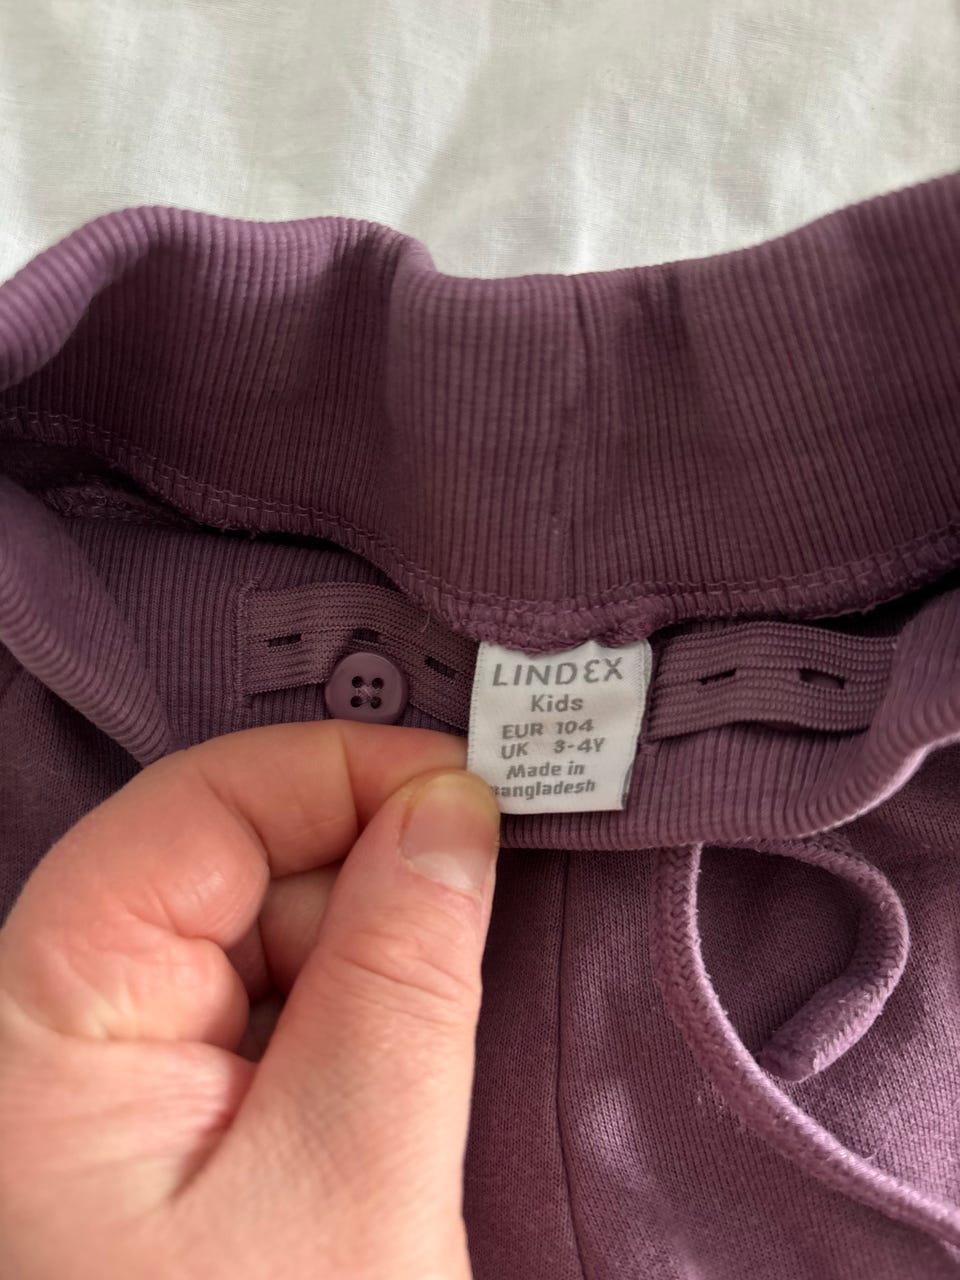 LINDEX
Kids
EUR 104
UK 3-4Y
Made in
angladesh